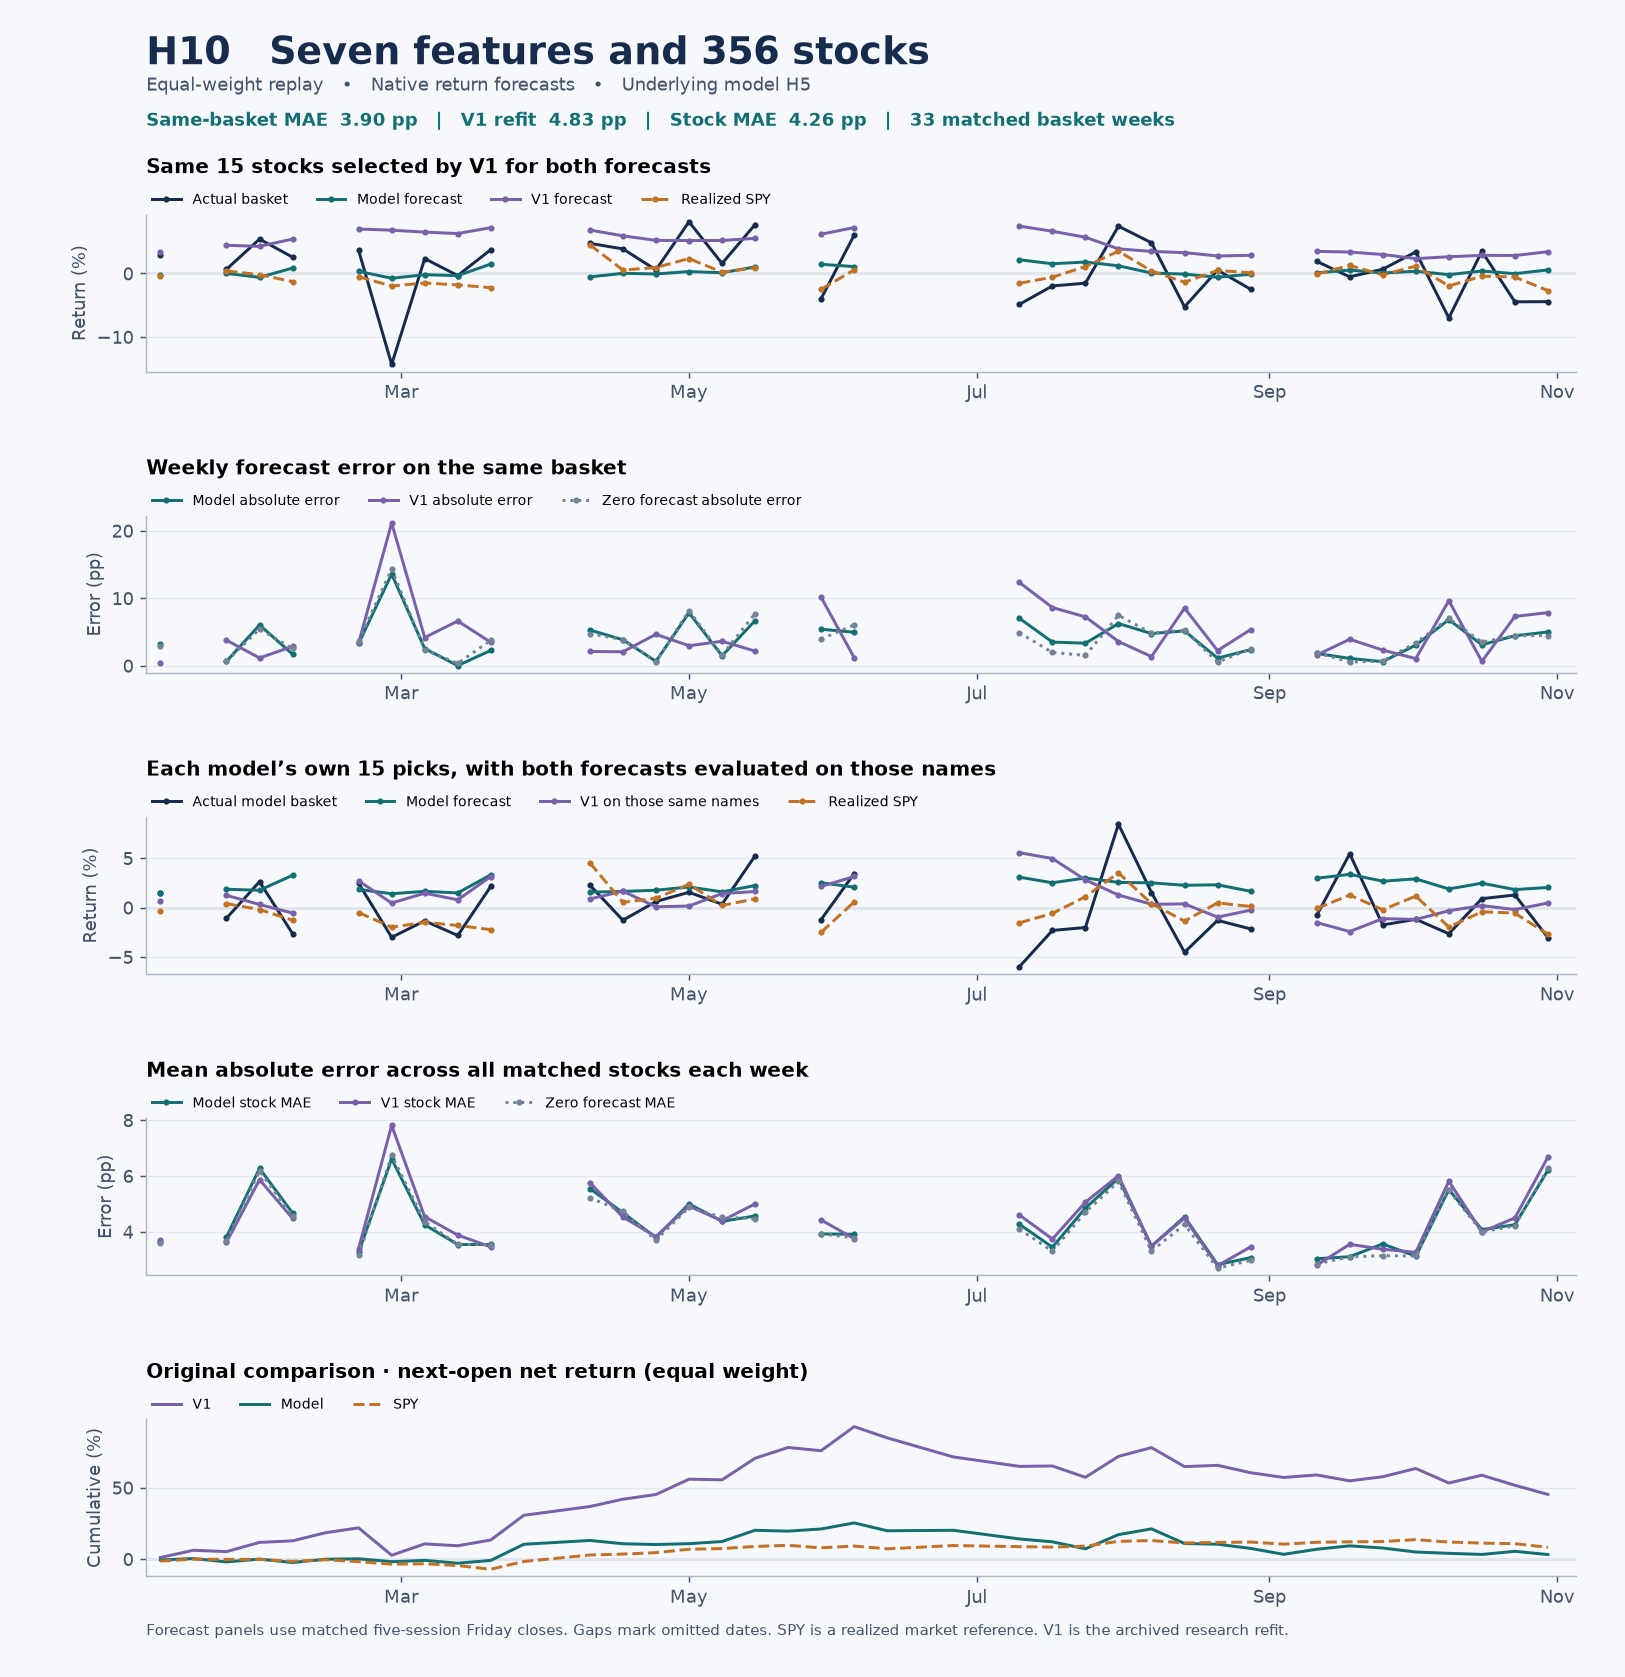 H10 Seven features and 356 stocks
Equal-weight replay • Native return forecasts • Underlying model H5
Same-basket MAE 3.90 pp | V1 refit 4.83 pp | Stock MAE 4.26 pp | 33 matched basket weeks
Same 15 stocks selected by V1 for both forecasts
Actual basket Model forecast V1 forecast Realized SPY
Return (%)
0
−10
Mar May Jul Sep Nov
Weekly forecast error on the same basket
Model absolute error V1 absolute error Zero forecast absolute error
Error (pp)
20
10
0
Mar May Jul Sep Nov
Each model’s own 15 picks, with both forecasts evaluated on those names
Actual model basket Model forecast V1 on those same names Realized SPY
Return (%)
5
0
−5
Mar May Jul Sep Nov
Mean absolute error across all matched stocks each week
Model stock MAE V1 stock MAE Zero forecast MAE
Error (pp)
8
6
4
Mar May Jul Sep Nov
Original comparison · next-open net return (equal weight)
V1 Model SPY
Cumulative (%)
50
0
Mar May Jul Sep Nov
Forecast panels use matched five-session Friday closes. Gaps mark omitted dates. SPY is a realized market reference. V1 is the archived research refit.